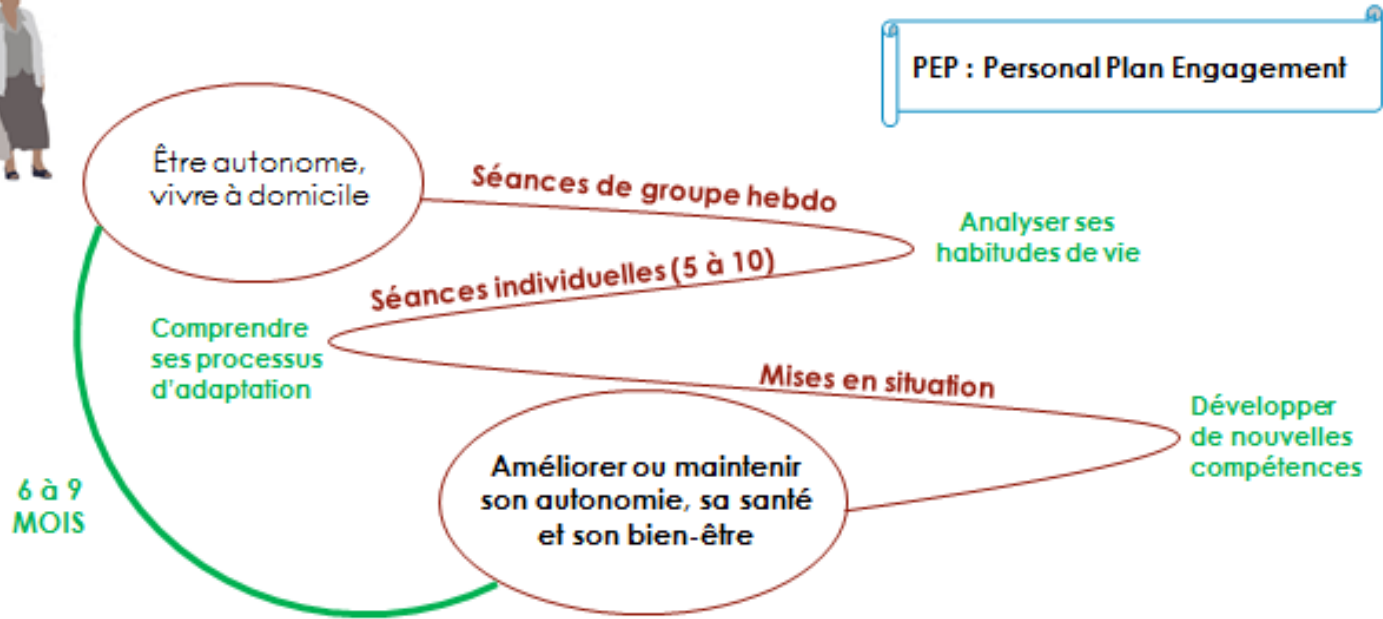 PEP : Personal Plan Engagement
Être autonome,
vivre à domicile
Séances de groupe hebdo
Analyser ses
habitudes de vie
Séances individuelles (5 à 10)
Comprendre
ses processus
d'adaptation
Mises en situation
Développer
de nouvelles
compétences
Améliorer ou maintenir
son autonomie, sa santé
et son bien-être
6 à 9
MOIS